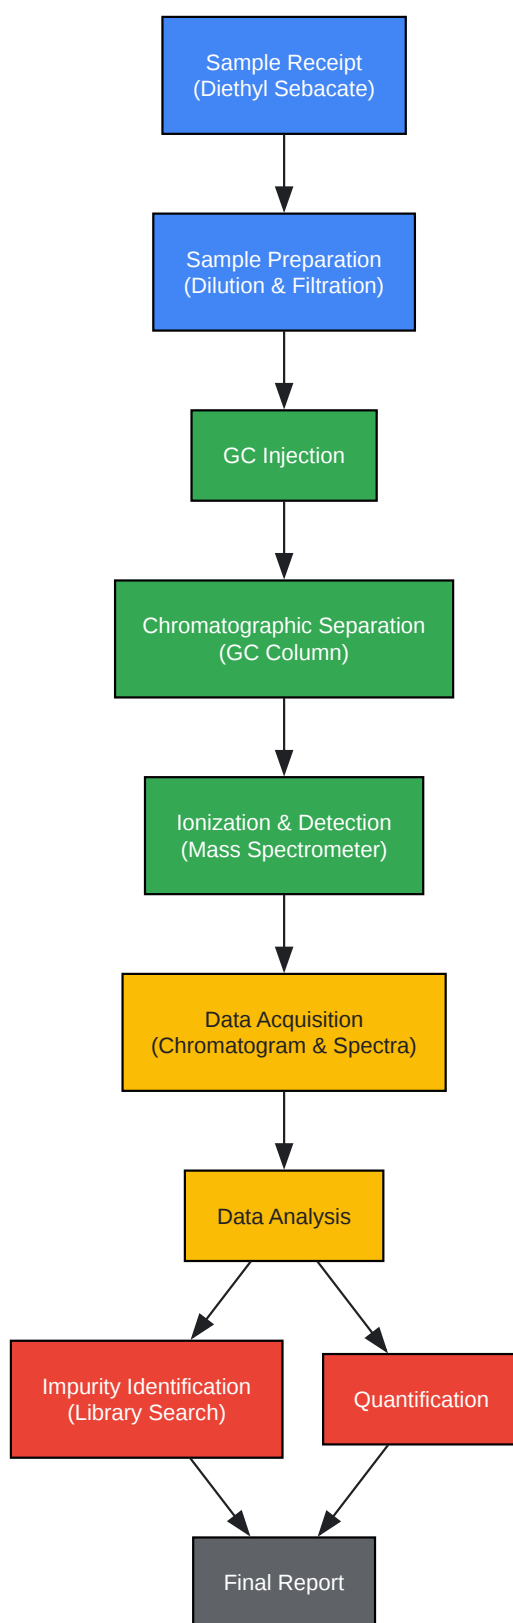 Sample Receipt
(Diethyl Sebacate)
Sample Preparation
(Dilution & Filtration)
GC Injection
Chromatographic Separation
(GC Column)
Ionization & Detection
(Mass Spectrometer)
Data Acquisition
(Chromatogram & Spectra)
Data Analysis
Impurity Identification
(Library Search)
Quantification
Final Report